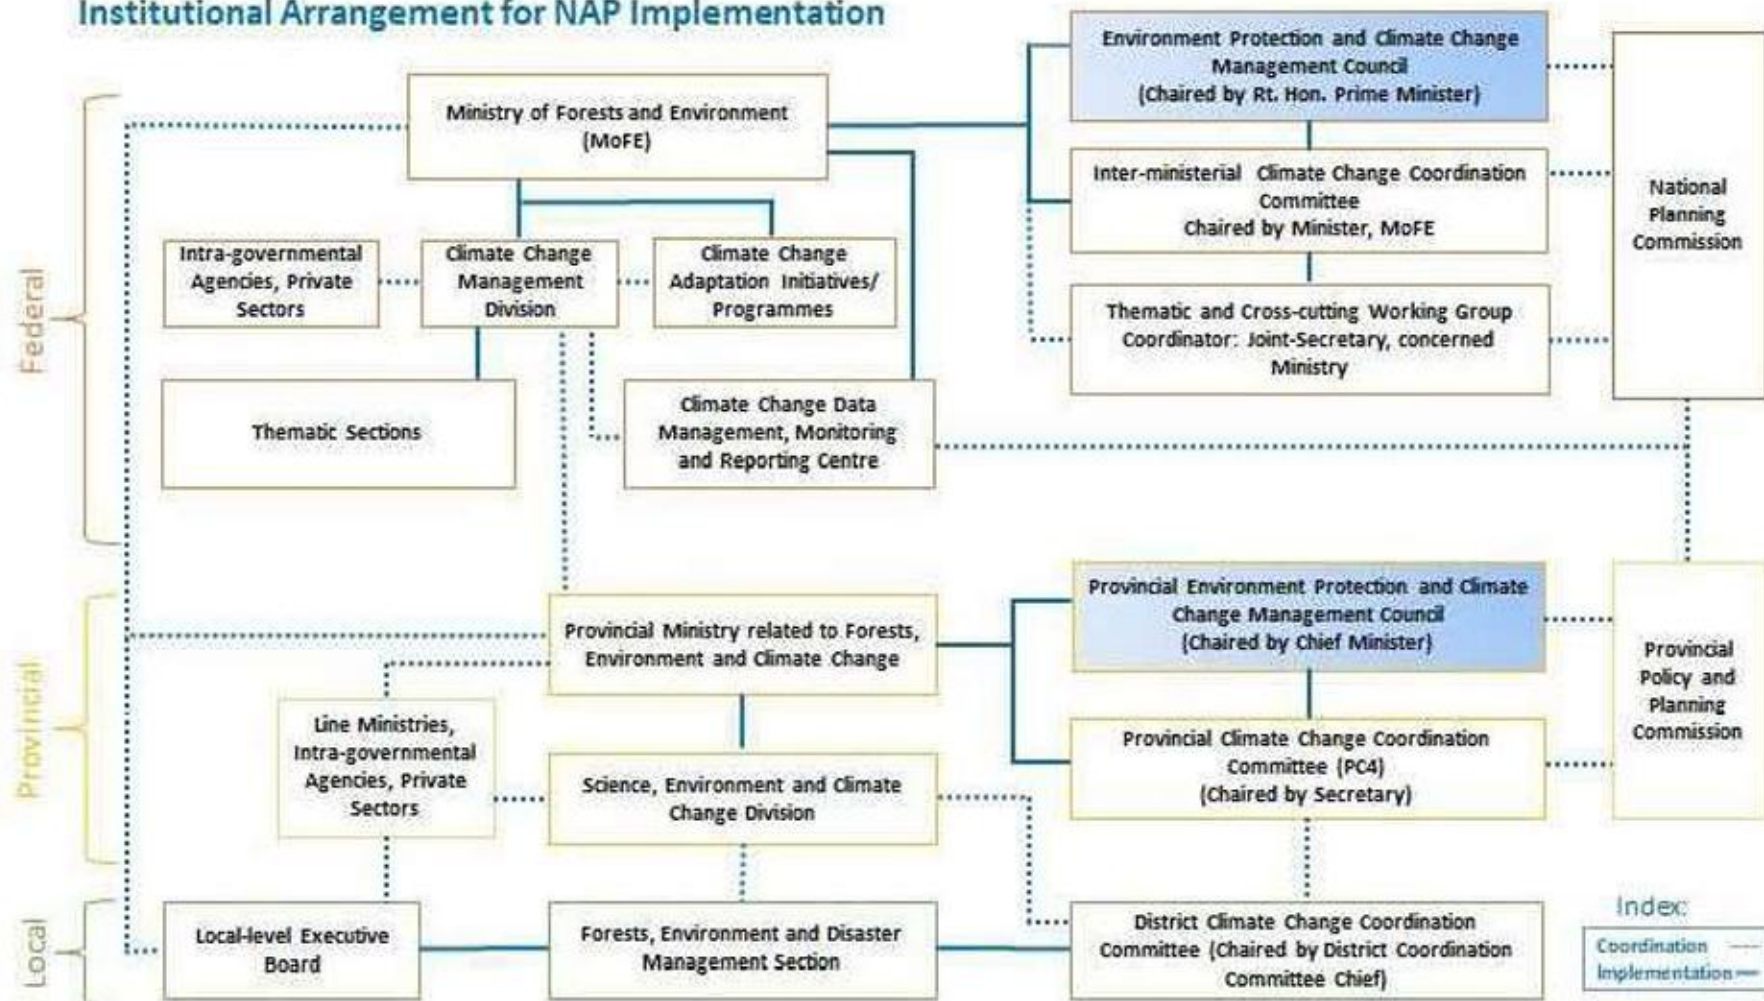 Institutional Arrangement for NAP Implementation
Federal
Ministry of Forests and Environment
(MoFE)
Intra-governmental
Agencies, Private
Sectors
Climate Change
Management
Division
Climate Change
Adaptation Initiatives/
Programmes
Thematic Sections
Climate Change Data
Management, Monitoring
and Reporting Centre
Environment Protection and Climate Change
Management Council
(Chaired by Rt. Hon. Prime Minister)
Inter-ministerial Climate Change Coordination
Committee
Chaired by Minister, MoFE
Thematic and Cross-cutting Working Group
Coordinator: Joint-Secretary, concerned
Ministry
National
Planning
Commission
Provincial
Provincial Ministry related to Forests,
Environment and Climate Change
Line Ministries,
Intra-governmental
Agencies, Private
Sectors
Science, Environment and Climate
Change Division
Provincial Environment Protection and Climate
Change Management Council
(Chaired by Chief Minister)
Provincial Climate Change Coordination
Committee (PC4)
(Chaired by Secretary)
Provincial
Policy and
Planning
Commission
Local
Local-level Executive
Board
Forests, Environment and Disaster
Management Section
District Climate Change Coordination
Committee (Chaired by District Coordination
Committee Chief)
Index:
Coordination
Implementation